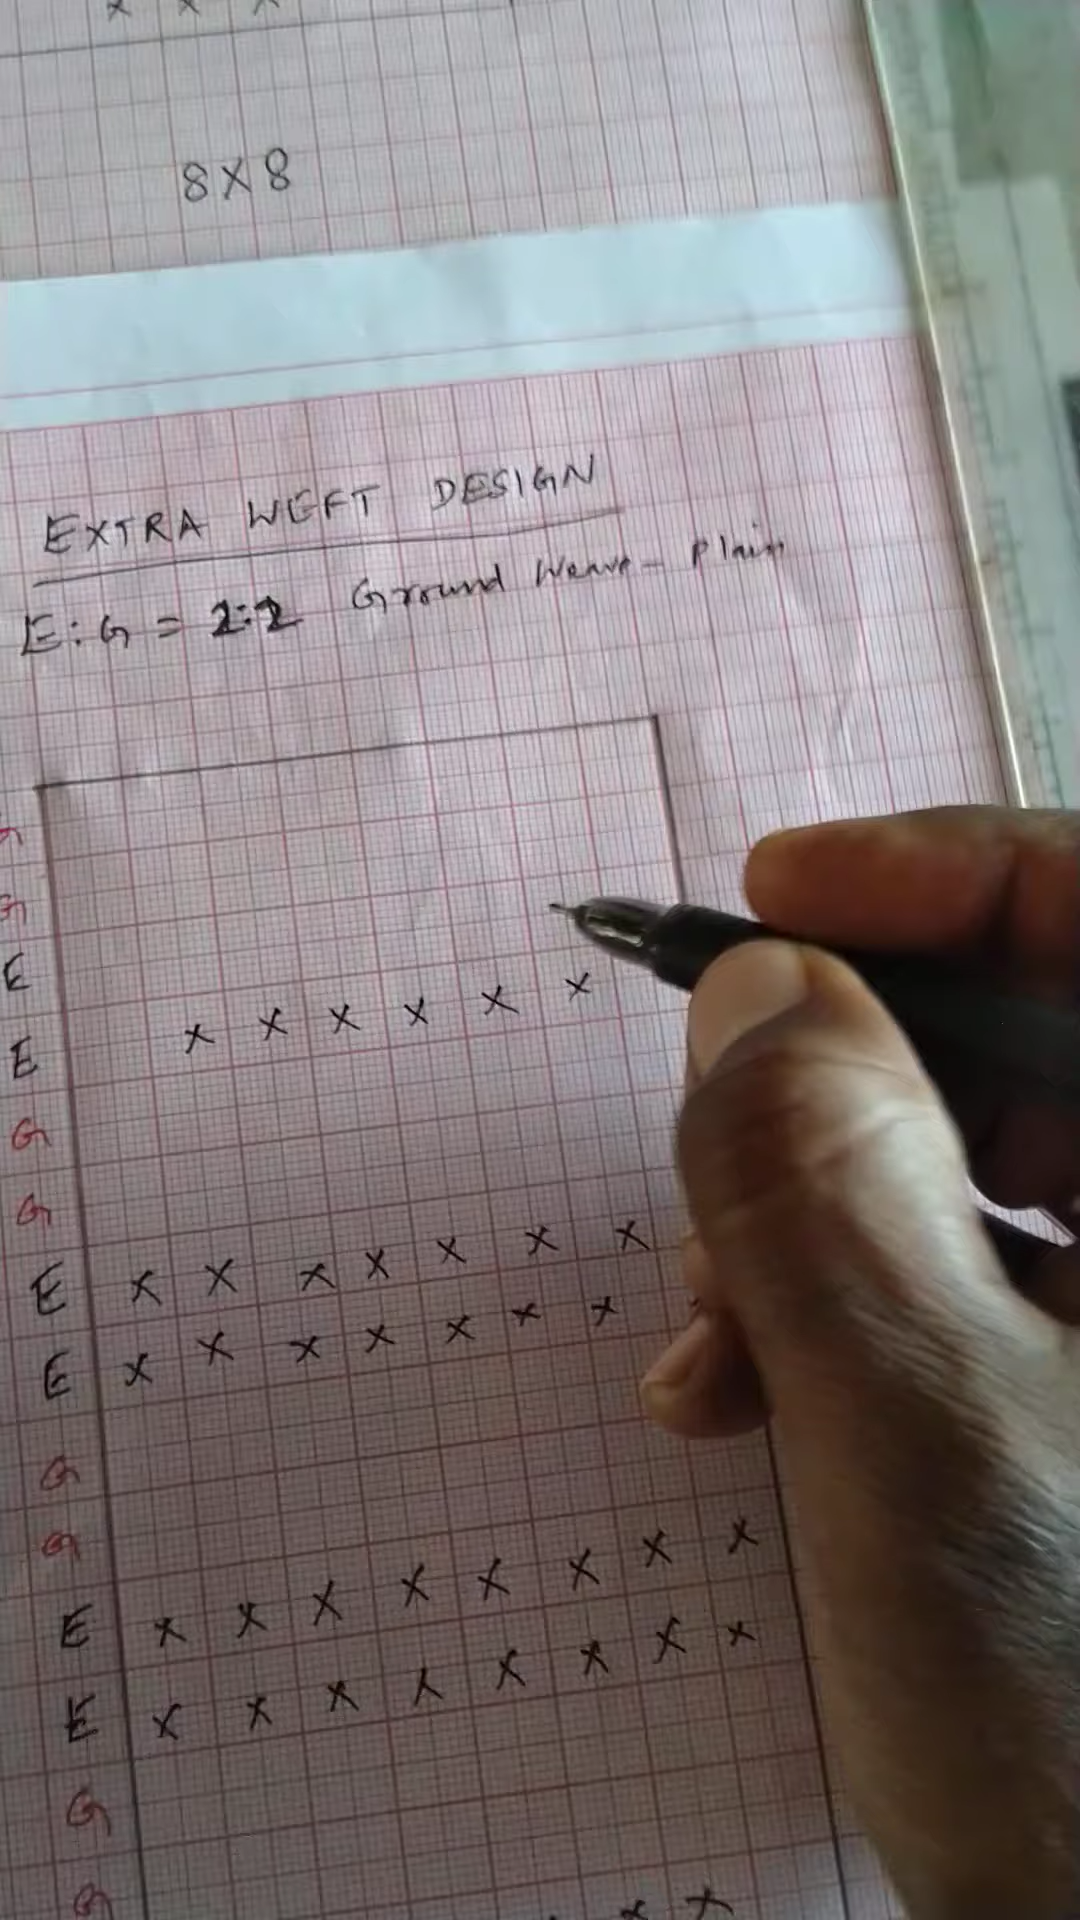 x x x
8X8
EXTRA WEFT DESIGN
E:G = 2:2 Ground Weave - Plain
G
G
E
E x x x x x x
G
G
E x x x x x x x
E x x x x x x x
G
G
E x x x x x x x x
E x x x x x x x x
G
G
x x